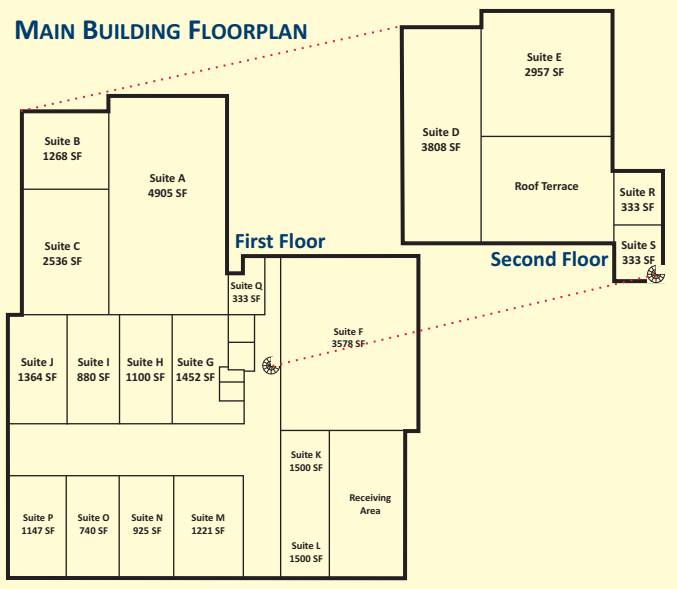 MAIN BUILDING FLOORPLAN
Suite E
2957 SF
Suite D
3808 SF
Roof Terrace
Suite R
333 SF
Suite S
333 SF
Second Floor
Suite B
1268 SF
Suite A
4905 SF
Suite C
2536 SF
First Floor
Suite Q
333 SF
Suite F
3578 SF
Suite J
1364 SF
Suite I
880 SF
Suite H
1100 SF
Suite G
1452 SF
Suite K
1500 SF
Receiving
Area
Suite P
1147 SF
Suite O
740 SF
Suite N
925 SF
Suite M
1221 SF
Suite L
1500 SF